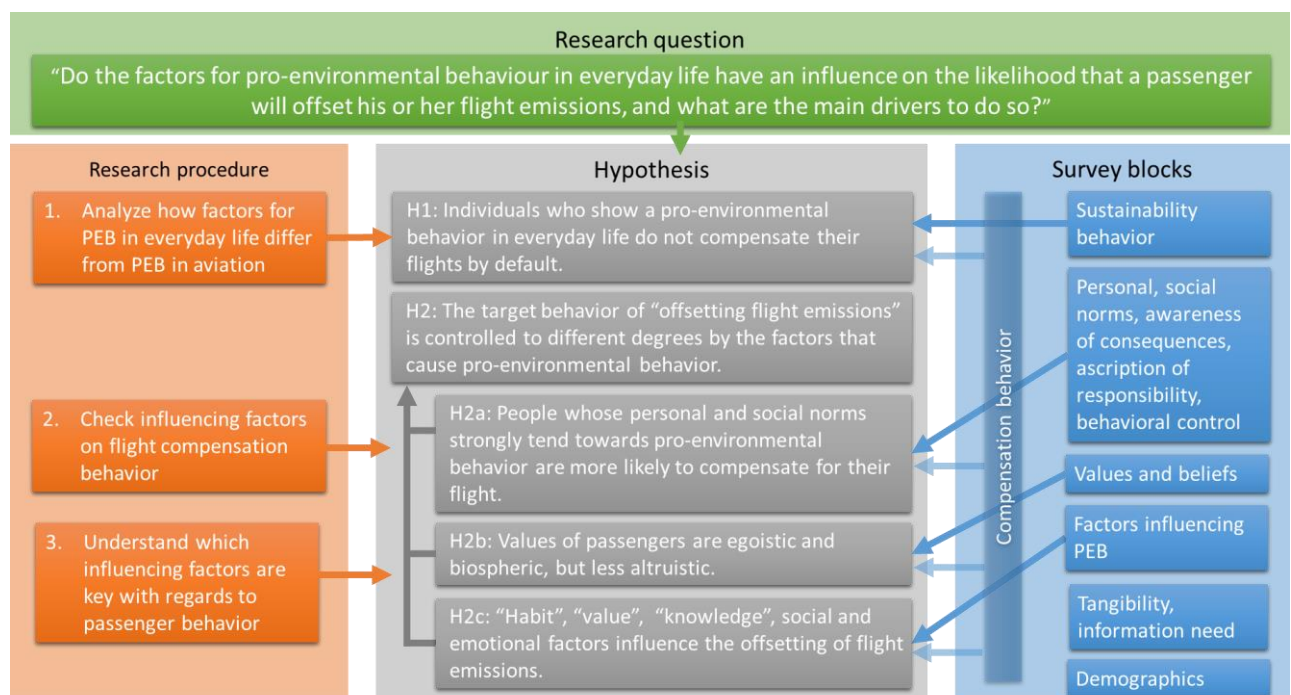 Research question
“Do the factors for pro-environmental behaviour in everyday life have an influence on the likelihood that a passenger
will offset his or her flight emissions, and what are the main drivers to do so?”
Research procedure
1. Analyze how factors for
PEB in everyday life differ
from PEB in aviation
2. Check influencing factors
on flight compensation
behavior
3. Understand which
influencing factors are
key with regards to
passenger behavior
Hypothesis
H1: Individuals who show a pro-environmental
behavior in everyday life do not compensate their
flights by default.
H2: The target behavior of “offsetting flight emissions”
is controlled to different degrees by the factors that
cause pro-environmental behavior.
H2a: People whose personal and social norms
strongly tend towards pro-environmental
behavior are more likely to compensate for their
flight.
H2b: Values of passengers are egoistic and
biospheric, but less altruistic.
H2c: “Habit”, “value”, “knowledge”, social and
emotional factors influence the offsetting of flight
emissions.
Survey blocks
Compensation behavior
Sustainability
behavior
Personal, social
norms, awareness
of consequences,
ascription of
responsibility,
behavioral control
Values and beliefs
Factors influencing
PEB
Tangibility,
information need
Demographics